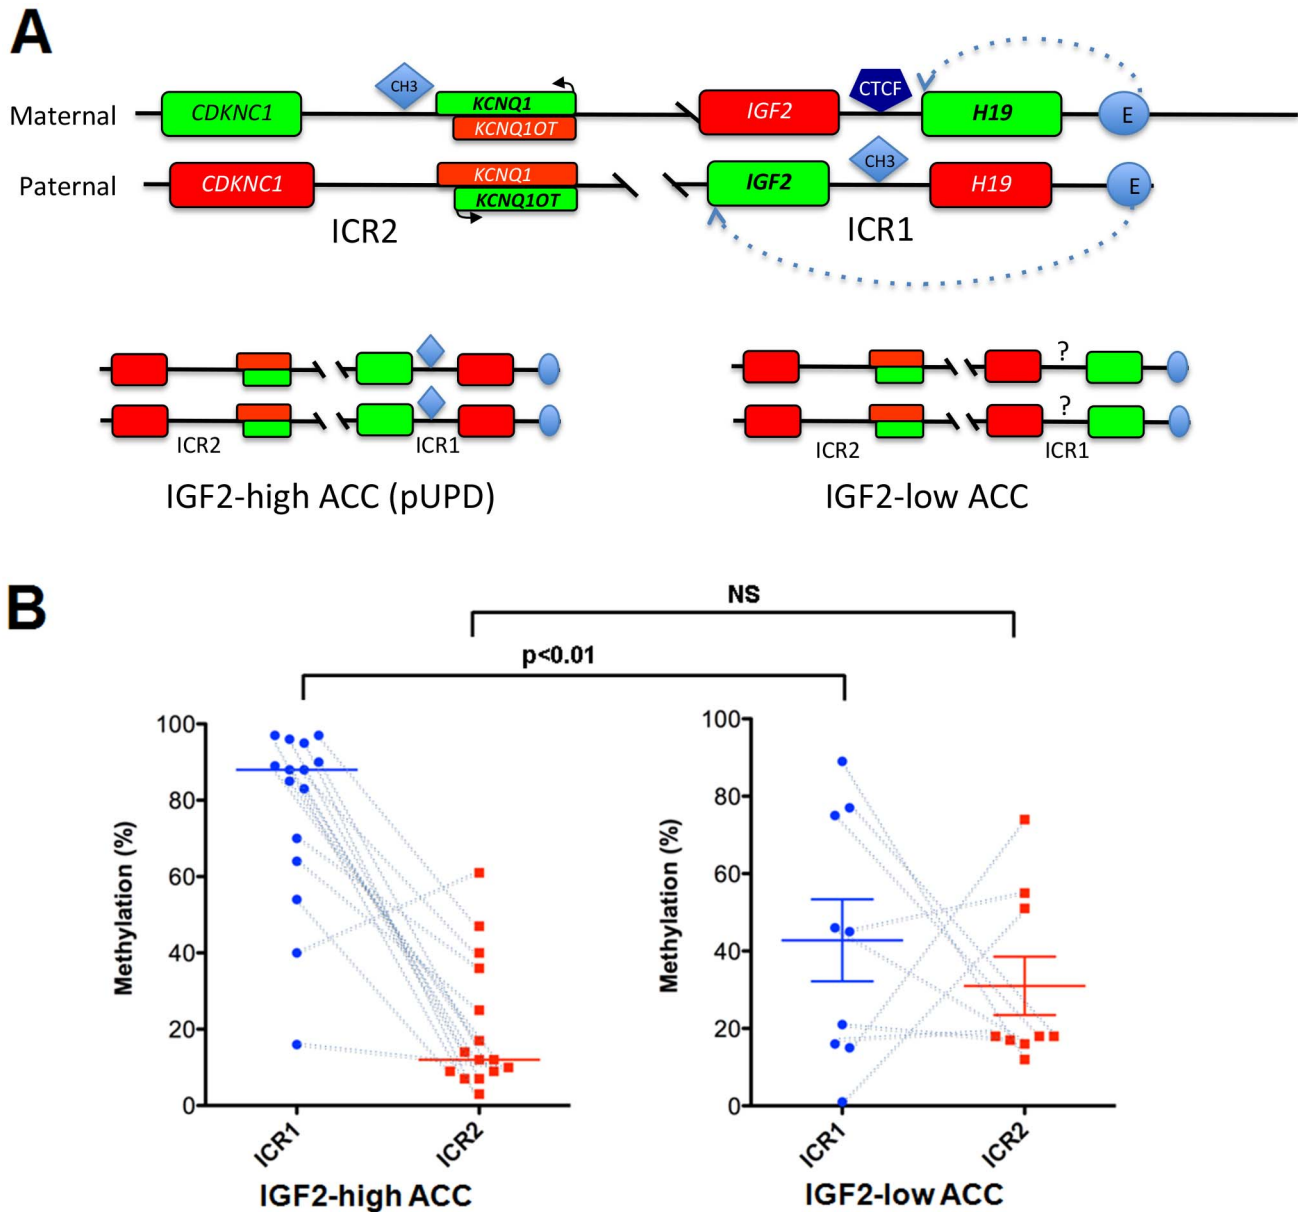 A
Maternal CDKNC1 CH3 KCNQ1 KCNQ1OT IGF2 CTCF H19 E
Paternal CDKNC1 KCNQ1 KCNQ1OT IGF2 CH3 H19 E
ICR2 ICR1
? ?
ICR2 ICR1 ICR2 ICR1
IGF2-high ACC (pUPD) IGF2-low ACC
B
NS
p<0.01
Methylation (%)
100
80
60
40
20
0
ICR1 ICR2
IGF2-high ACC
Methylation (%)
100
80
60
40
20
0
ICR1 ICR2
IGF2-low ACC